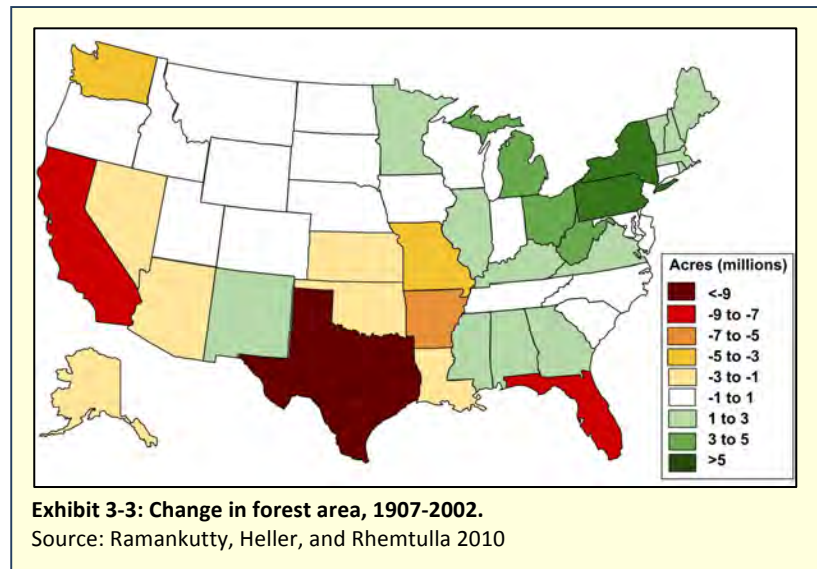 Acres (millions)
<-9
-9 to -7
-7 to -5
-5 to -3
-3 to -1
-1 to 1
1 to 3
3 to 5
>5
Exhibit 3-3: Change in forest area, 1907-2002.
Source: Ramankutty, Heller, and Rhemtulla 2010